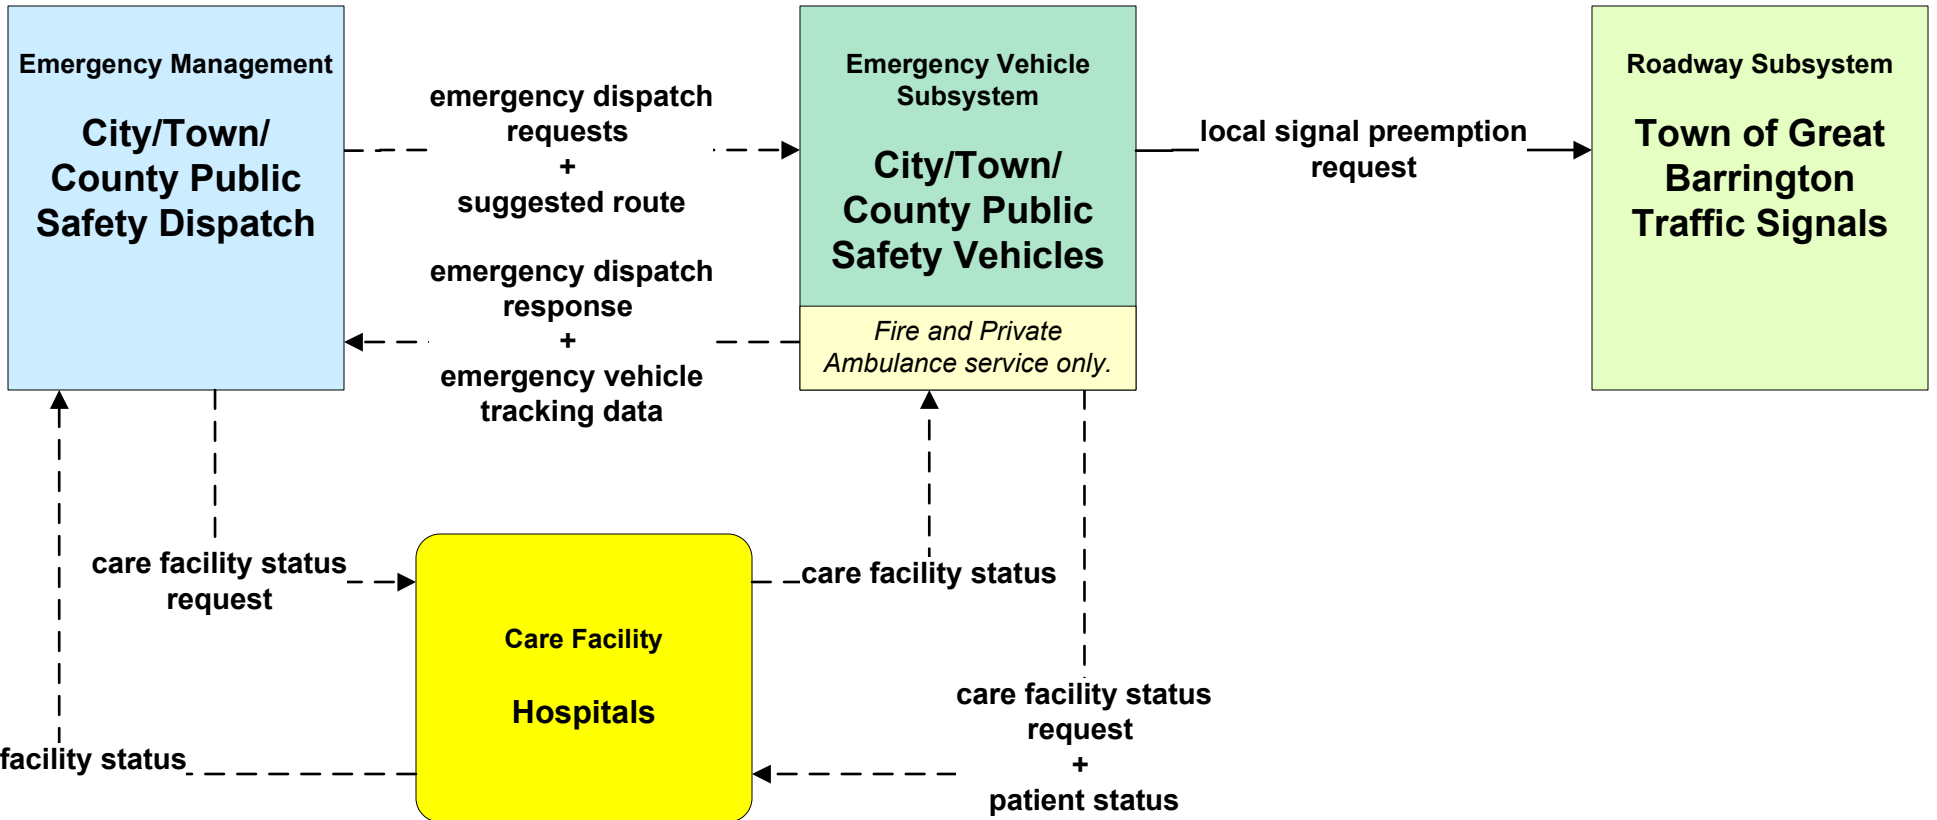 Emergency Management
City/Town/
County Public
Safety Dispatch
emergency dispatch
requests
+
suggested route
emergency dispatch
response
+
emergency vehicle
tracking data
Emergency Vehicle
Subsystem
City/Town/
County Public
Safety Vehicles
Fire and Private
Ambulance service only.
local signal preemption
request
Roadway Subsystem
Town of Great
Barrington
Traffic Signals
care facility status
request
Care Facility
Hospitals
care facility status
facility status
care facility status
request
+
patient status